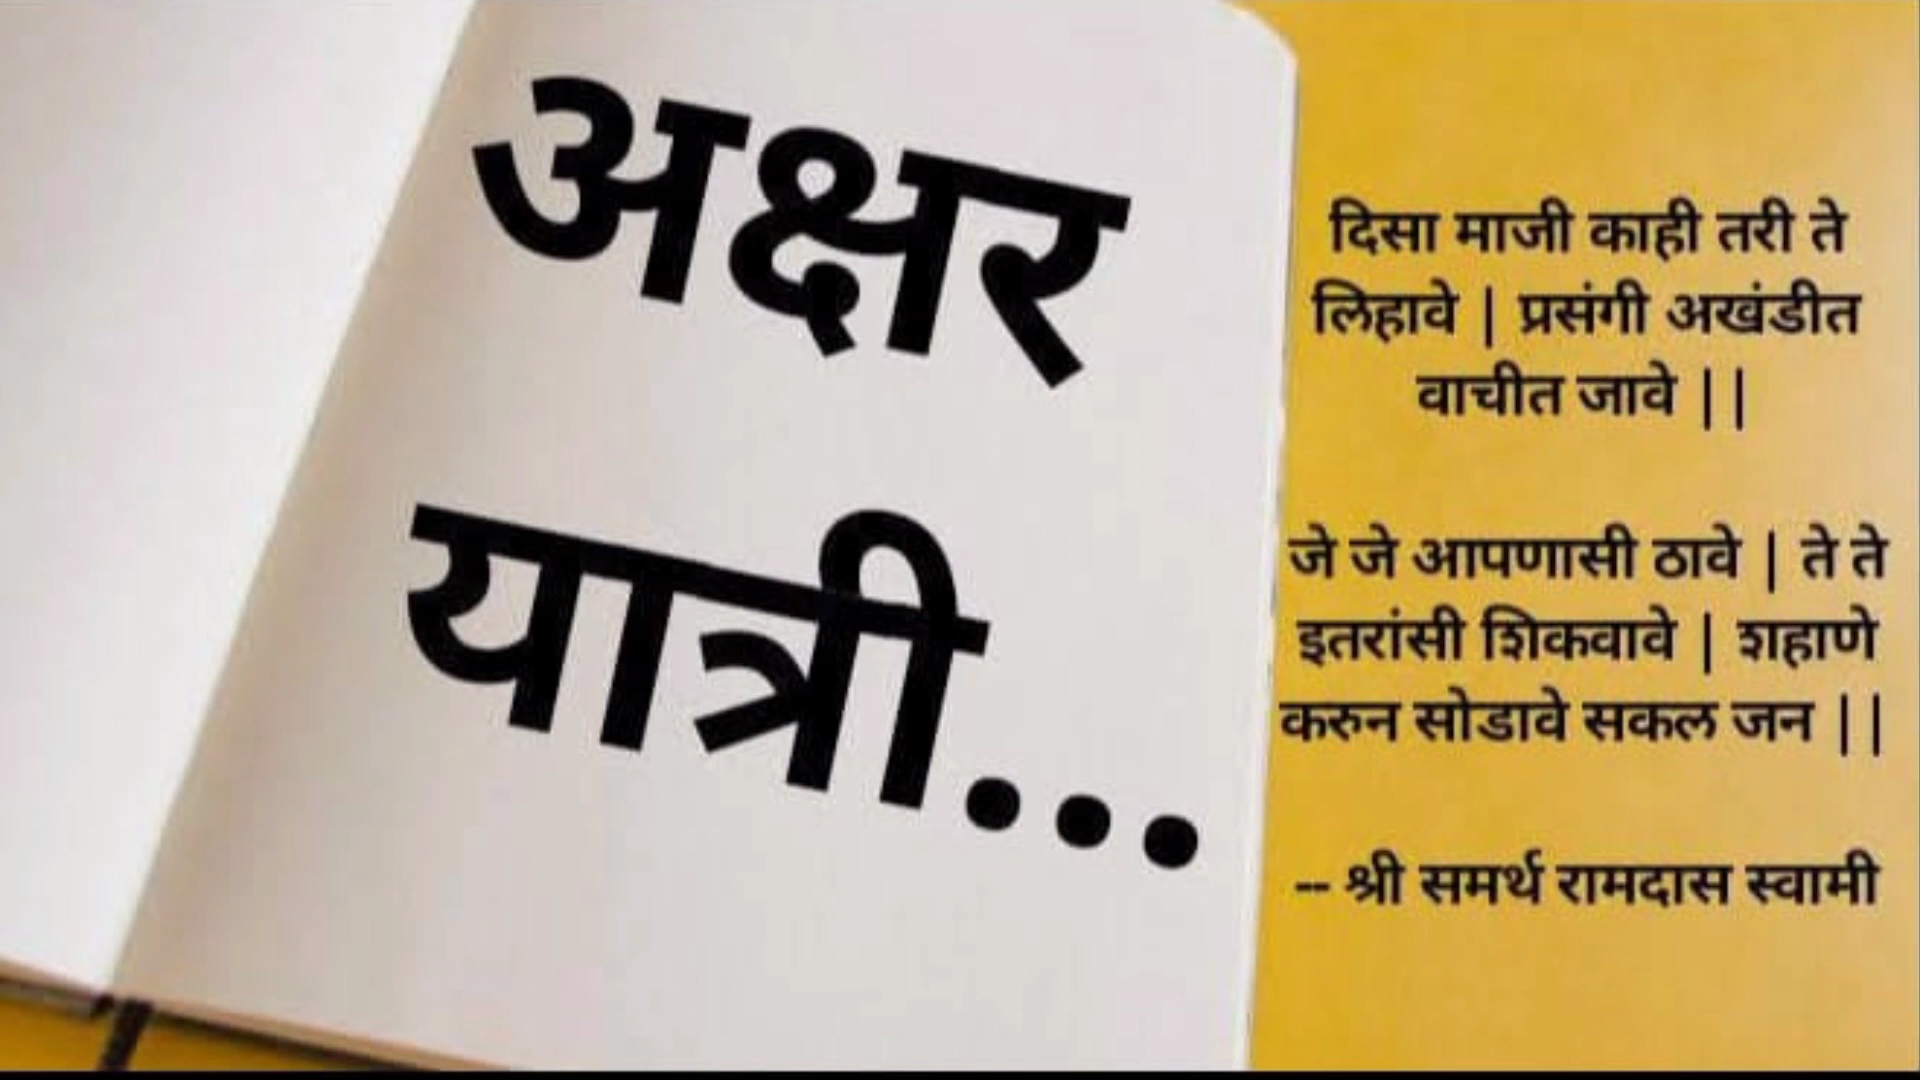 अक्षर
यात्री...
दिसा माजी काही तरी ते
लिहावे | प्रसंगी अखंडीत
वाचीत जावे ||
जे जे आपणासी ठावे | ते ते
इतरांसी शिकवावे | शहाणे
करुन सोडावे सकल जन ||
-- श्री समर्थ रामदास स्वामी